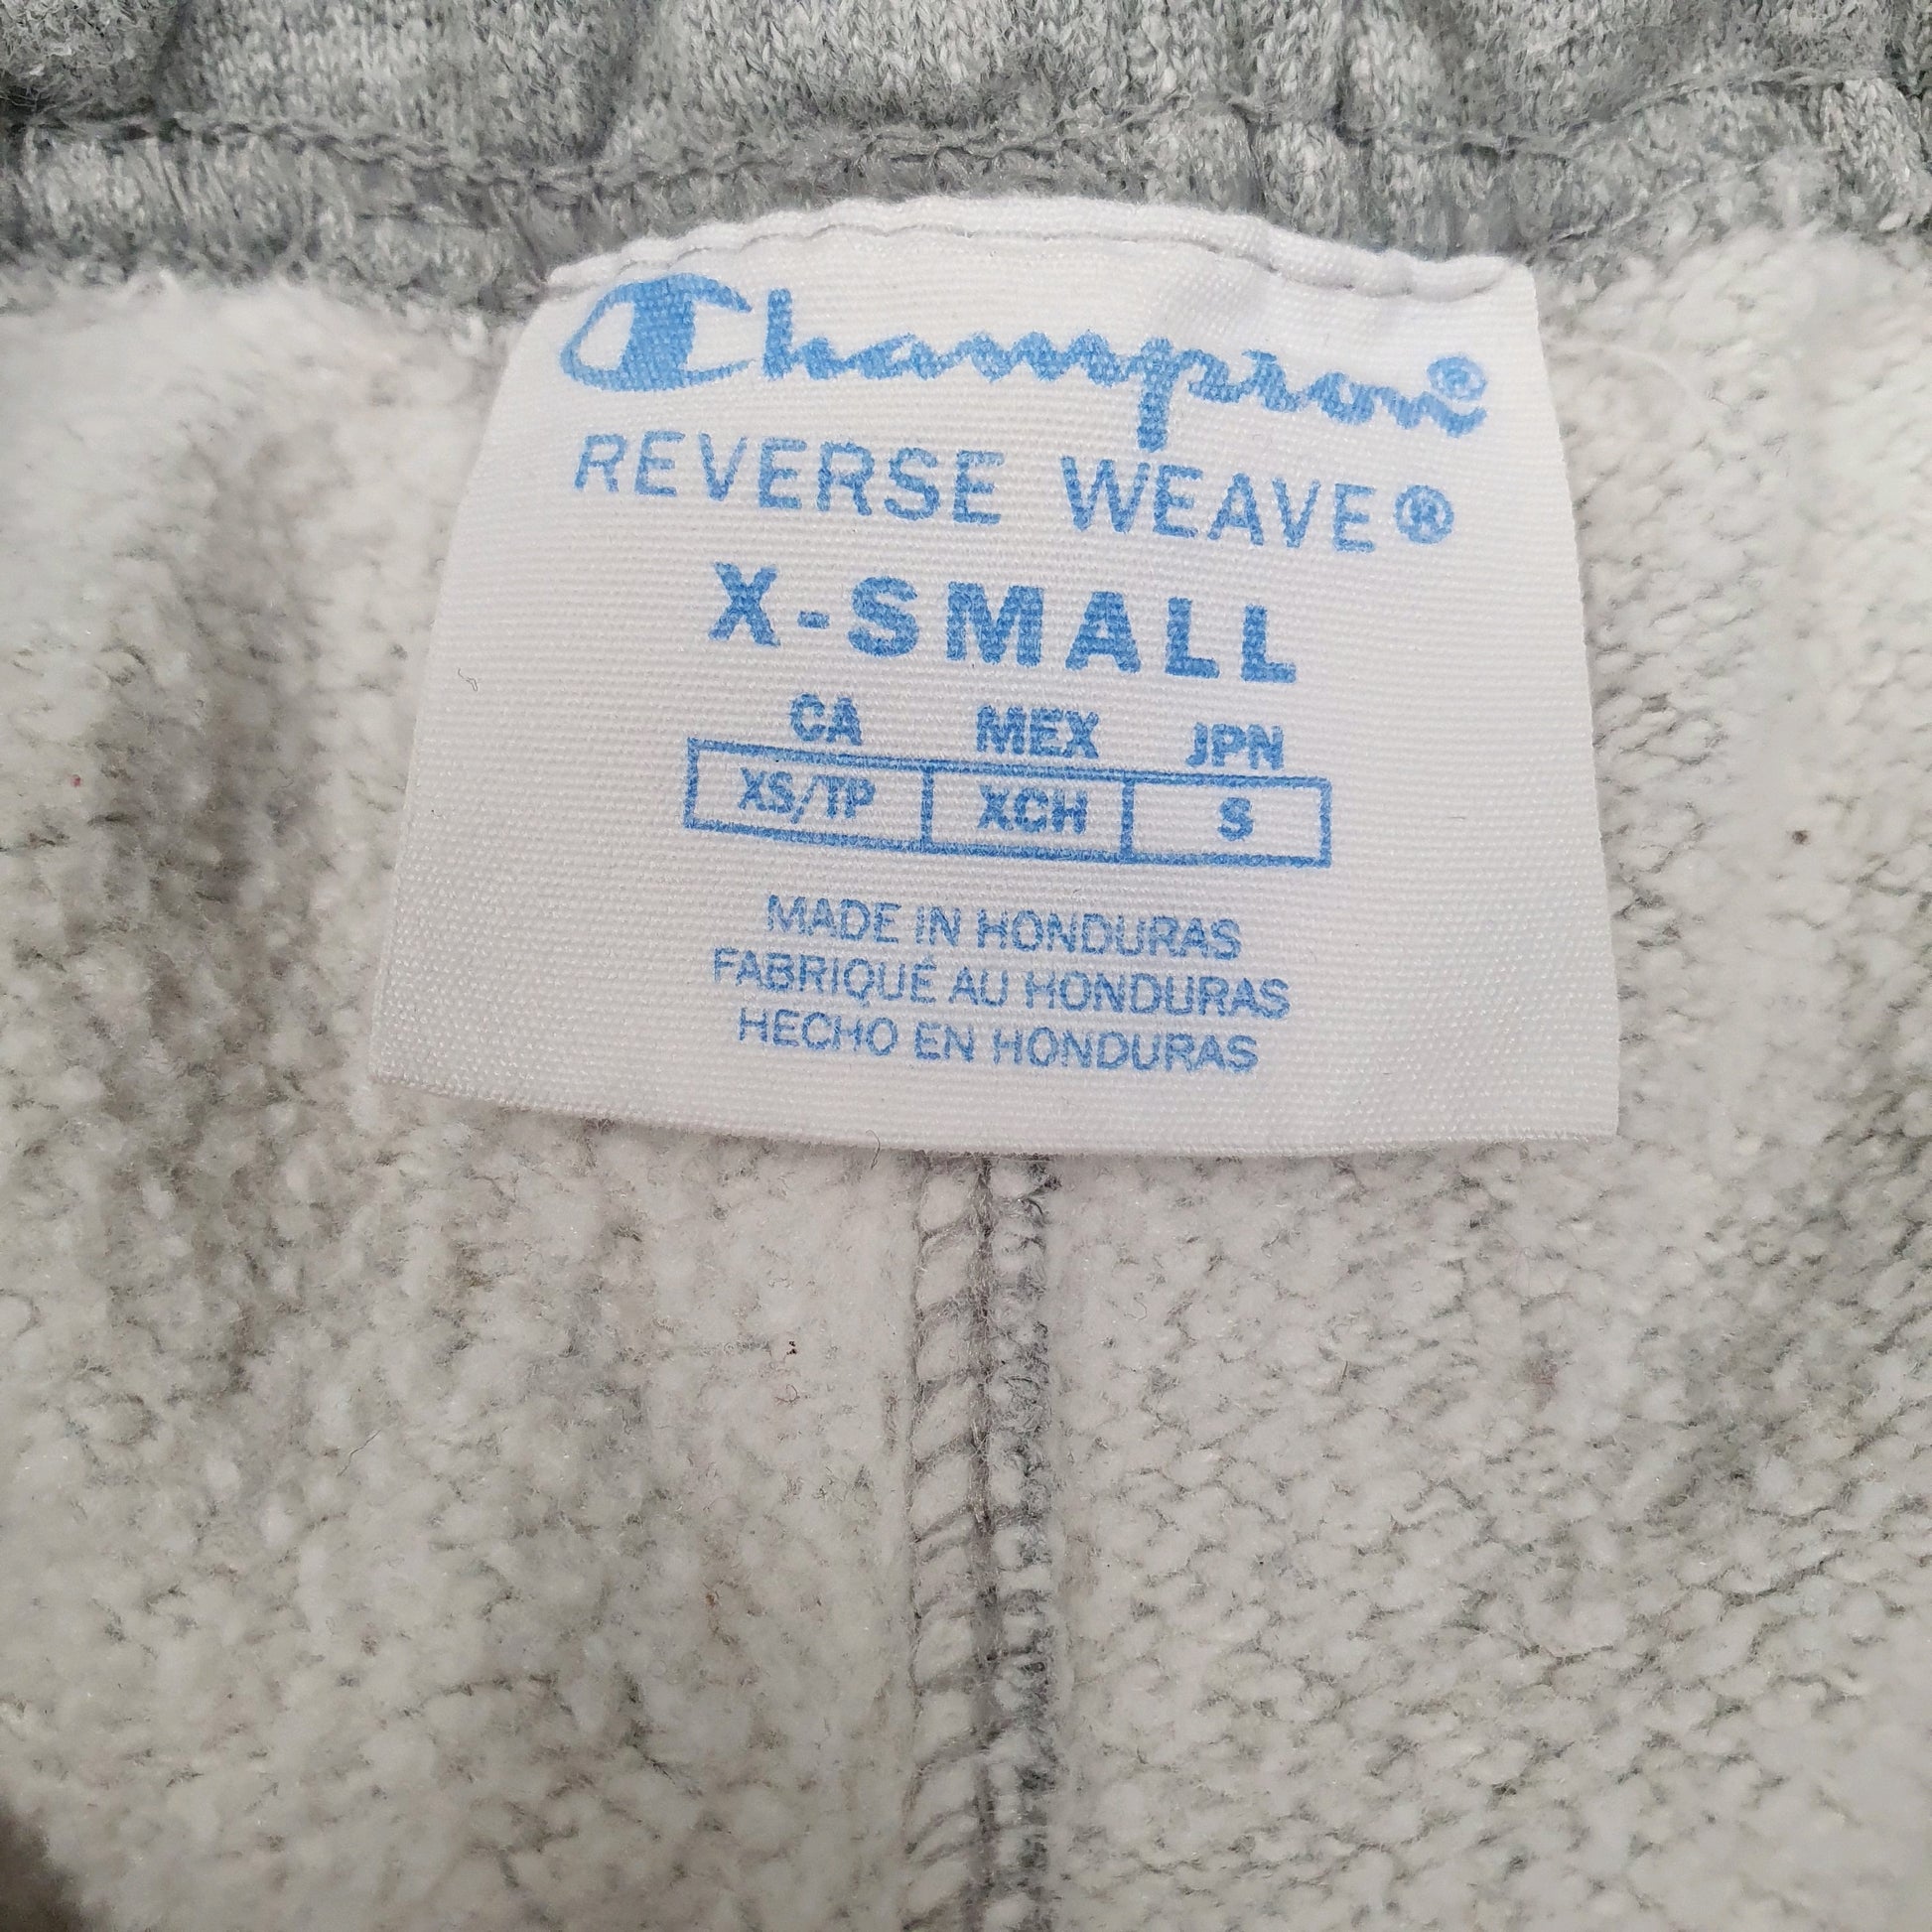 Champion®
REVERSE WEAVE®
X-SMALL
CA MEX JPN
XS/TP XCH S
MADE IN HONDURAS
FABRIQUÉ AU HONDURAS
HECHO EN HONDURAS